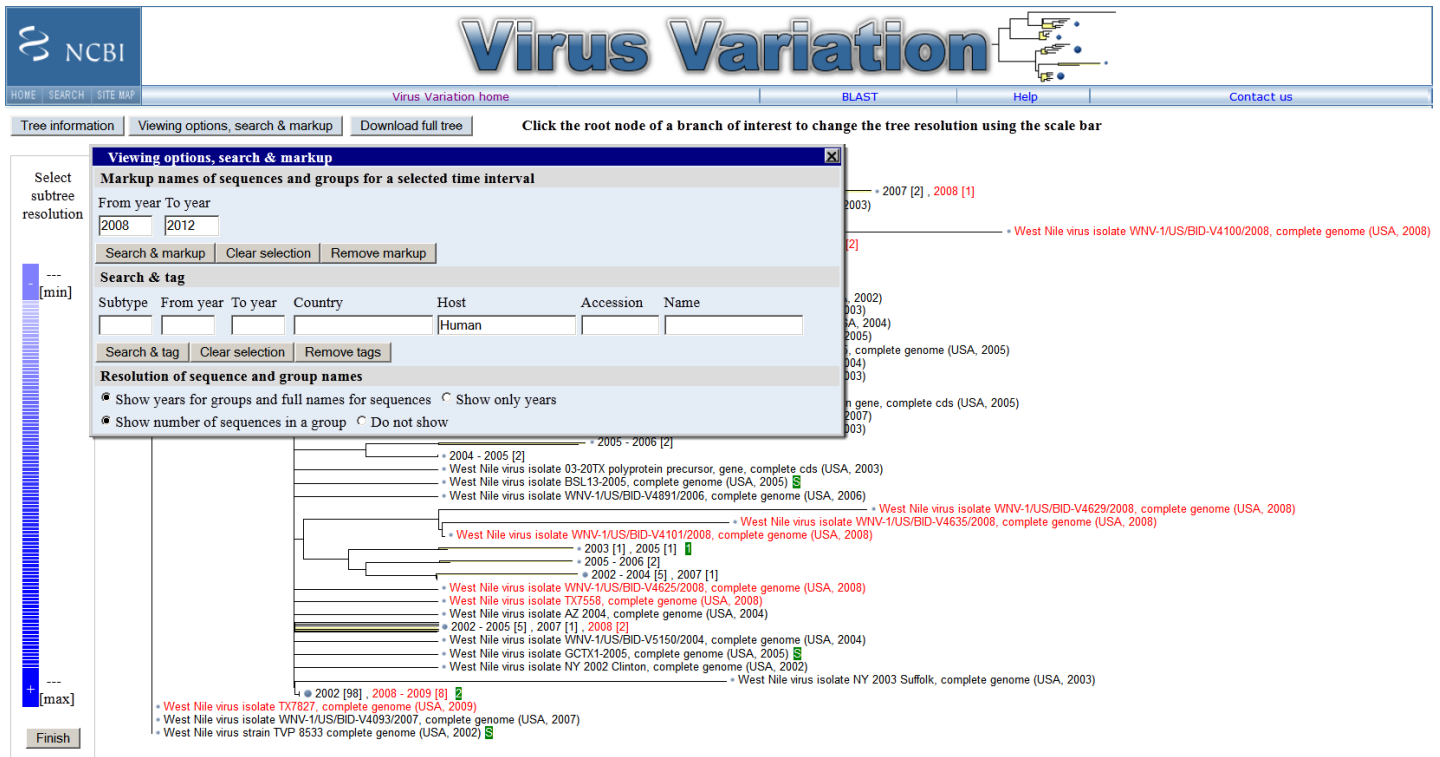 NCBI
Virus Variation
HOME SEARCH SITE MAP
Virus Variation home BLAST Help Contact us
Tree information Viewing options, search & markup Download full tree Click the root node of a branch of interest to change the tree resolution using the scale bar
Select
subtree
resolution
-
---
[min]
+
---
[max]
Finish
Viewing options, search & markup
Markup names of sequences and groups for a selected time interval
From year To year
2008 2012
Search & markup Clear selection Remove markup
Search & tag
Subtype From year To year Country Host Accession Name
Human
Search & tag Clear selection Remove tags
Resolution of sequence and group names
Show years for groups and full names for sequences Show only years
Show number of sequences in a group Do not show
2007 [2] , 2008 [1]
2003)
West Nile virus isolate WNV-1/US/BID-V4100/2008, complete genome (USA, 2008)
[2]
, 2002)
003)
SA, 2004)
2005)
, complete genome (USA, 2005)
004)
003)
n gene, complete cds (USA, 2005)
2007)
003)
2005 - 2006 [2]
2004 - 2005 [2]
West Nile virus isolate 03-20TX polyprotein precursor, gene, complete cds (USA, 2003)
West Nile virus isolate BSL13-2005, complete genome (USA, 2005) S
West Nile virus isolate WNV-1/US/BID-V4891/2006, complete genome (USA, 2006)
West Nile virus isolate WNV-1/US/BID-V4629/2008, complete genome (USA, 2008)
West Nile virus isolate WNV-1/US/BID-V4635/2008, complete genome (USA, 2008)
West Nile virus isolate WNV-1/US/BID-V4101/2008, complete genome (USA, 2008)
2003 [1] , 2005 [1] 1
2005 - 2006 [2]
2002 - 2004 [5] , 2007 [1]
West Nile virus isolate WNV-1/US/BID-V4625/2008, complete genome (USA, 2008)
West Nile virus isolate TX7558, complete genome (USA, 2008)
West Nile virus isolate AZ 2004, complete genome (USA, 2004)
2002 - 2005 [5] , 2007 [1] , 2008 [2]
West Nile virus isolate WNV-1/US/BID-V5150/2004, complete genome (USA, 2004)
West Nile virus isolate GCTX1-2005, complete genome (USA, 2005) S
West Nile virus isolate NY 2002 Clinton, complete genome (USA, 2002)
West Nile virus isolate NY 2003 Suffolk, complete genome (USA, 2003)
2002 [98] , 2008 - 2009 [8] 2
West Nile virus isolate TX7827, complete genome (USA, 2009)
West Nile virus isolate WNV-1/US/BID-V4093/2007, complete genome (USA, 2007)
West Nile virus strain TVP 8533 complete genome (USA, 2002) S